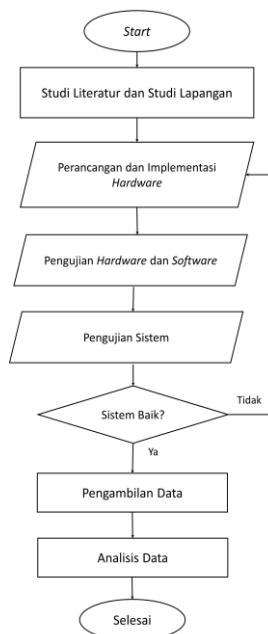 Start
Studi Literatur dan Studi Lapangan
Perancangan dan Implementasi
Hardware
Pengujian Hardware dan Software
Pengujian Sistem
Sistem Baik?
Tidak
Ya
Pengambilan Data
Analisis Data
Selesai